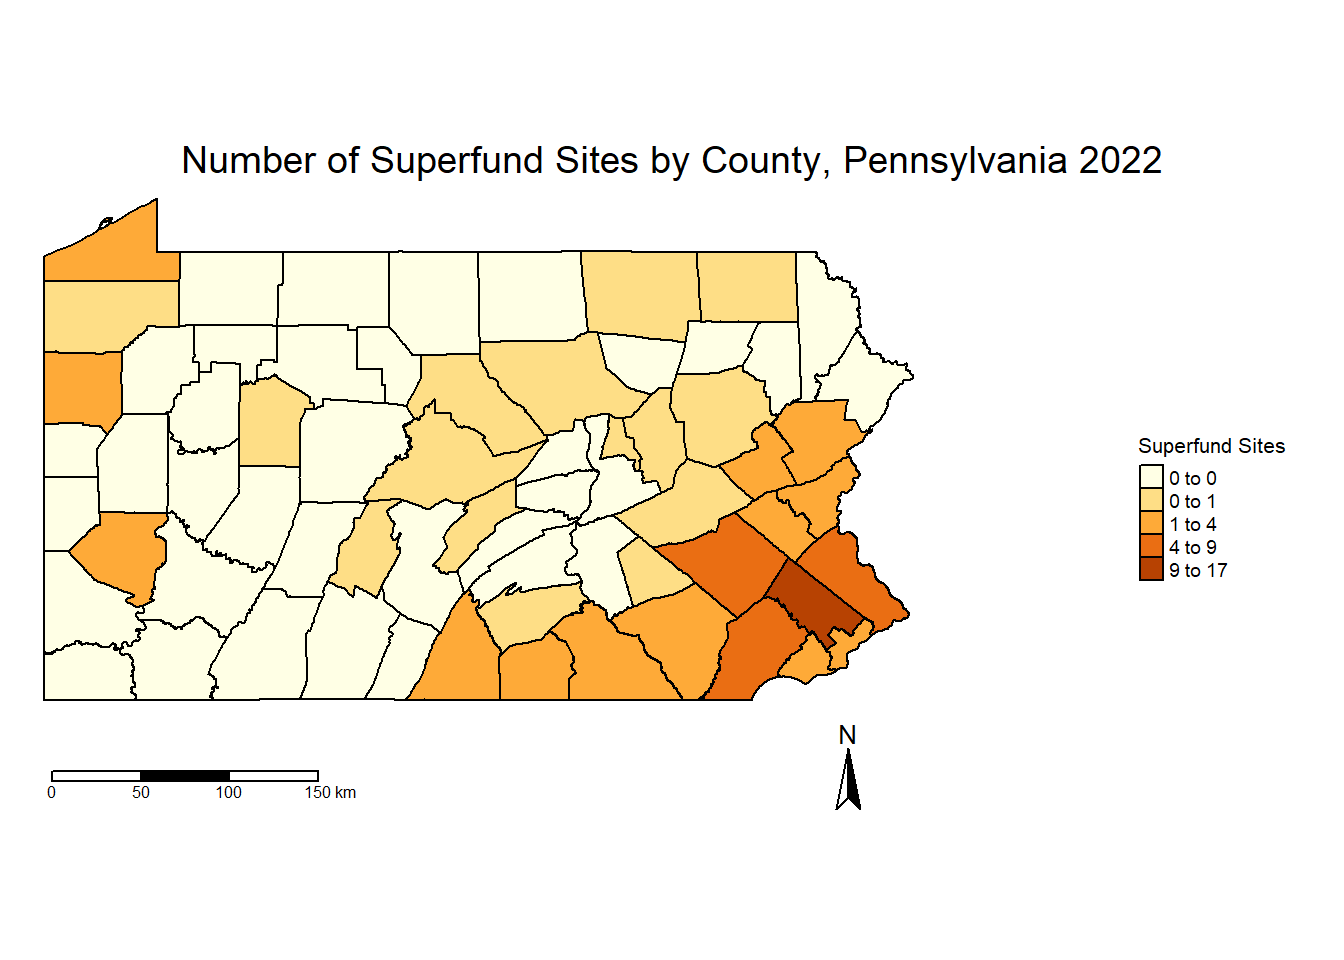 Number of Superfund Sites by County, Pennsylvania 2022
Superfund Sites
0 to 0
0 to 1
1 to 4
4 to 9
9 to 17
N
0 50 100 150 km